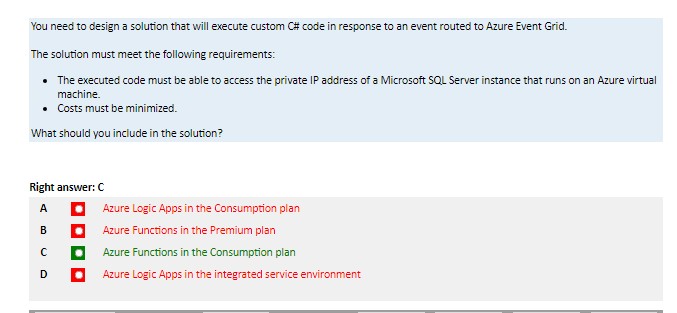 You need to design a solution that will execute custom C# code in response to an event routed to Azure Event Grid.
The solution must meet the following requirements:
• The executed code must be able to access the private IP address of a Microsoft SQL Server instance that runs on an Azure virtual
machine.
• Costs must be minimized.
What should you include in the solution?
Right answer: C
A Azure Logic Apps in the Consumption plan
B Azure Functions in the Premium plan
C Azure Functions in the Consumption plan
D Azure Logic Apps in the integrated service environment